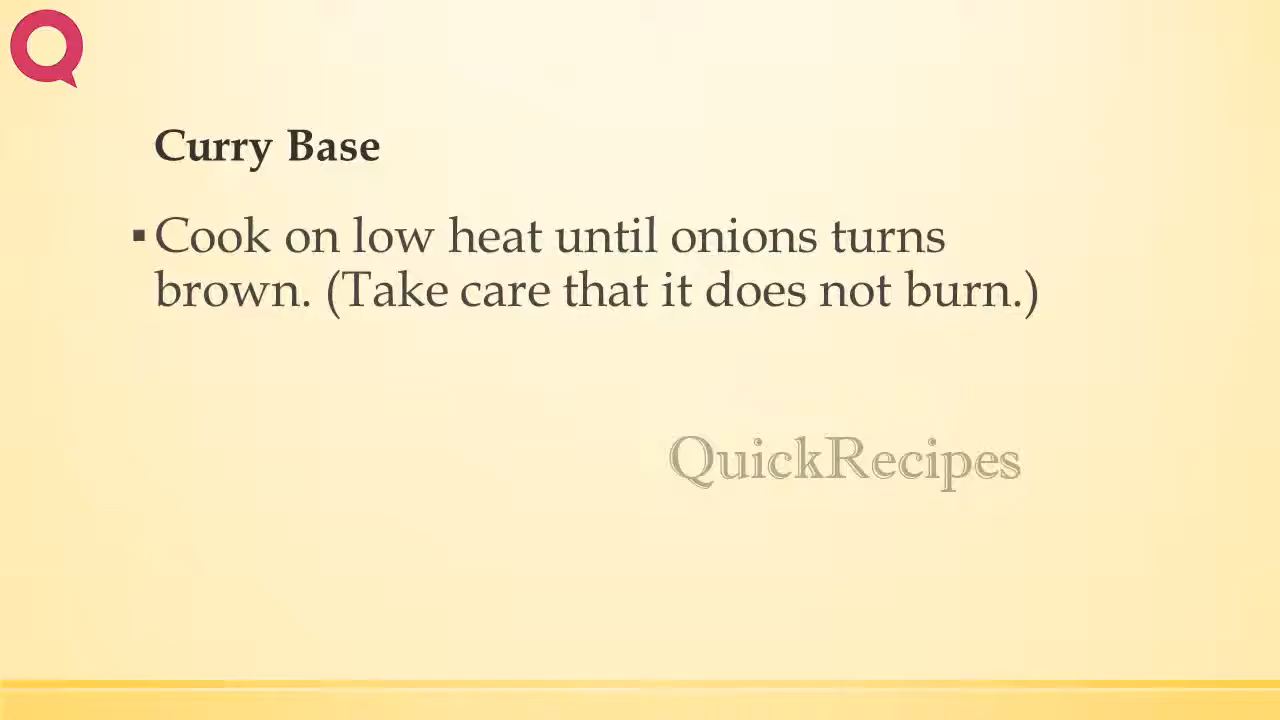 Curry Base
▪Cook on low heat until onions turns
brown. (Take care that it does not burn.)
QuickRecipes